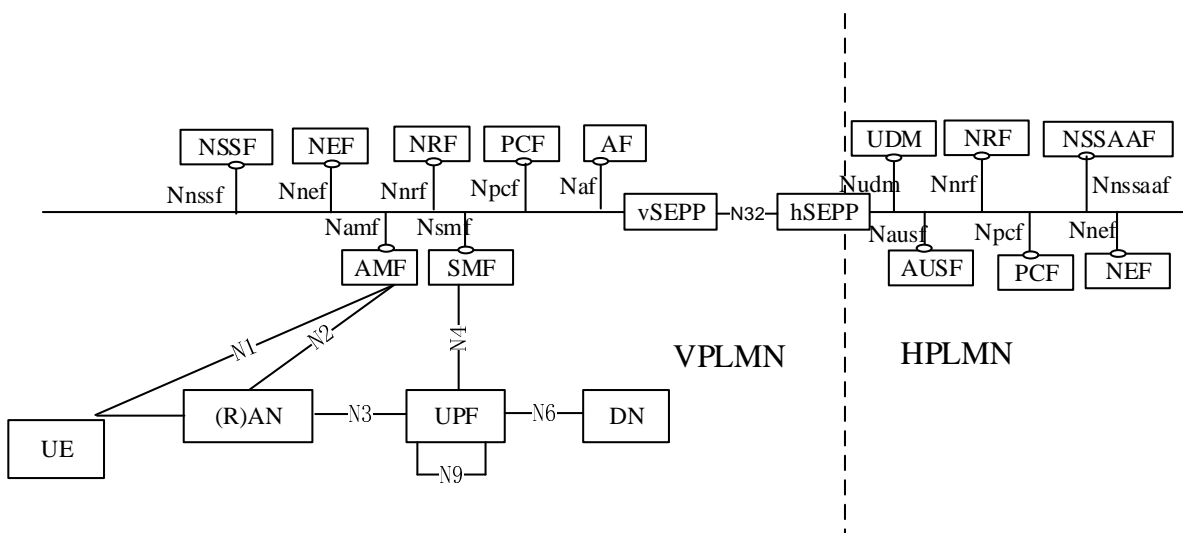 NSSF
NEF
NRF
PCF
AF
UDM
NRF
NSSAAF
Nnssf
Nnef
Nnrf
Npcf
Naf
Nudm
Nnrf
Nnssaaf
vSEPP
N32
hSEPP
Namf
Nsmf
Nausf
Npcf
Nnef
AMF
SMF
AUSF
PCF
NEF
N1
N2
N4
VPLMN
HPLMN
UE
(R)AN
N3
UPF
N6
DN
N9